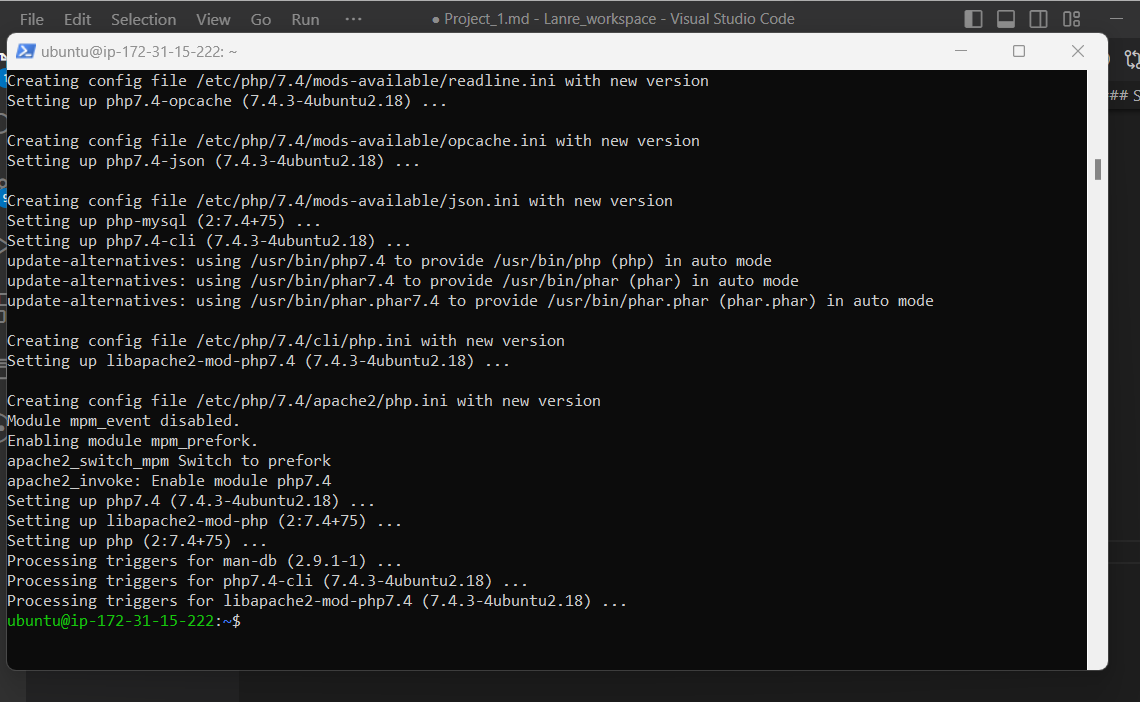 File Edit Selection View Go Run ··· ● Project_1.md - Lanre_workspace - Visual Studio Code
ubuntu@ip-172-31-15-222: ~
## S
Creating config file /etc/php/7.4/mods-available/readline.ini with new version
Setting up php7.4-opcache (7.4.3-4ubuntu2.18) ...
Creating config file /etc/php/7.4/mods-available/opcache.ini with new version
Setting up php7.4-json (7.4.3-4ubuntu2.18) ...
Creating config file /etc/php/7.4/mods-available/json.ini with new version
Setting up php-mysql (2:7.4+75) ...
Setting up php7.4-cli (7.4.3-4ubuntu2.18) ...
update-alternatives: using /usr/bin/php7.4 to provide /usr/bin/php (php) in auto mode
update-alternatives: using /usr/bin/phar7.4 to provide /usr/bin/phar (phar) in auto mode
update-alternatives: using /usr/bin/phar.phar7.4 to provide /usr/bin/phar.phar (phar.phar) in auto mode
Creating config file /etc/php/7.4/cli/php.ini with new version
Setting up libapache2-mod-php7.4 (7.4.3-4ubuntu2.18) ...
Creating config file /etc/php/7.4/apache2/php.ini with new version
Module mpm_event disabled.
Enabling module mpm_prefork.
apache2_switch_mpm Switch to prefork
apache2_invoke: Enable module php7.4
Setting up php7.4 (7.4.3-4ubuntu2.18) ...
Setting up libapache2-mod-php (2:7.4+75) ...
Setting up php (2:7.4+75) ...
Processing triggers for man-db (2.9.1-1) ...
Processing triggers for php7.4-cli (7.4.3-4ubuntu2.18) ...
Processing triggers for libapache2-mod-php7.4 (7.4.3-4ubuntu2.18) ...
ubuntu@ip-172-31-15-222:~$